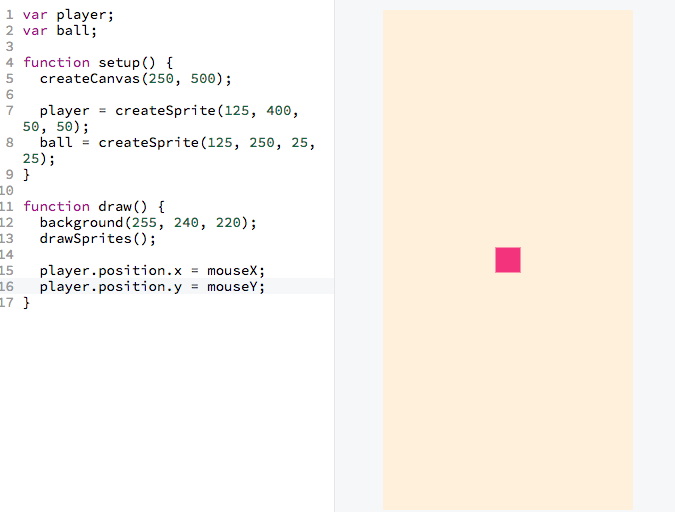 1 var player;
2 var ball;
3
4 function setup() {
5   createCanvas(250, 500);
6
7   player = createSprite(125, 400,
50, 50);
8   ball = createSprite(125, 250, 25,
25);
9 }
10
11 function draw() {
12   background(255, 240, 220);
13   drawSprites();
14
15   player.position.x = mouseX;
16   player.position.y = mouseY;
17 }